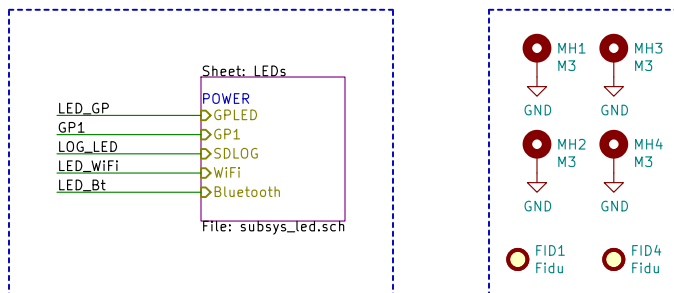 Sheet: LEDs
POWER
LED_GP
GPLED
GP1
GP1
LOG_LED
SDLOG
LED_WiFi
WiFi
LED_Bt
Bluetooth
File: subsys_led.sch
MH1
M3
GND
MH3
M3
GND
MH2
M3
GND
MH4
M3
GND
FID1
Fidu
FID4
Fidu